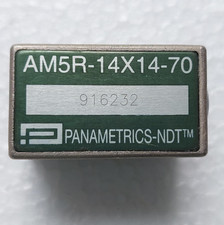 AM5R-14X14-70
916232
PANAMETRICS-NDT™